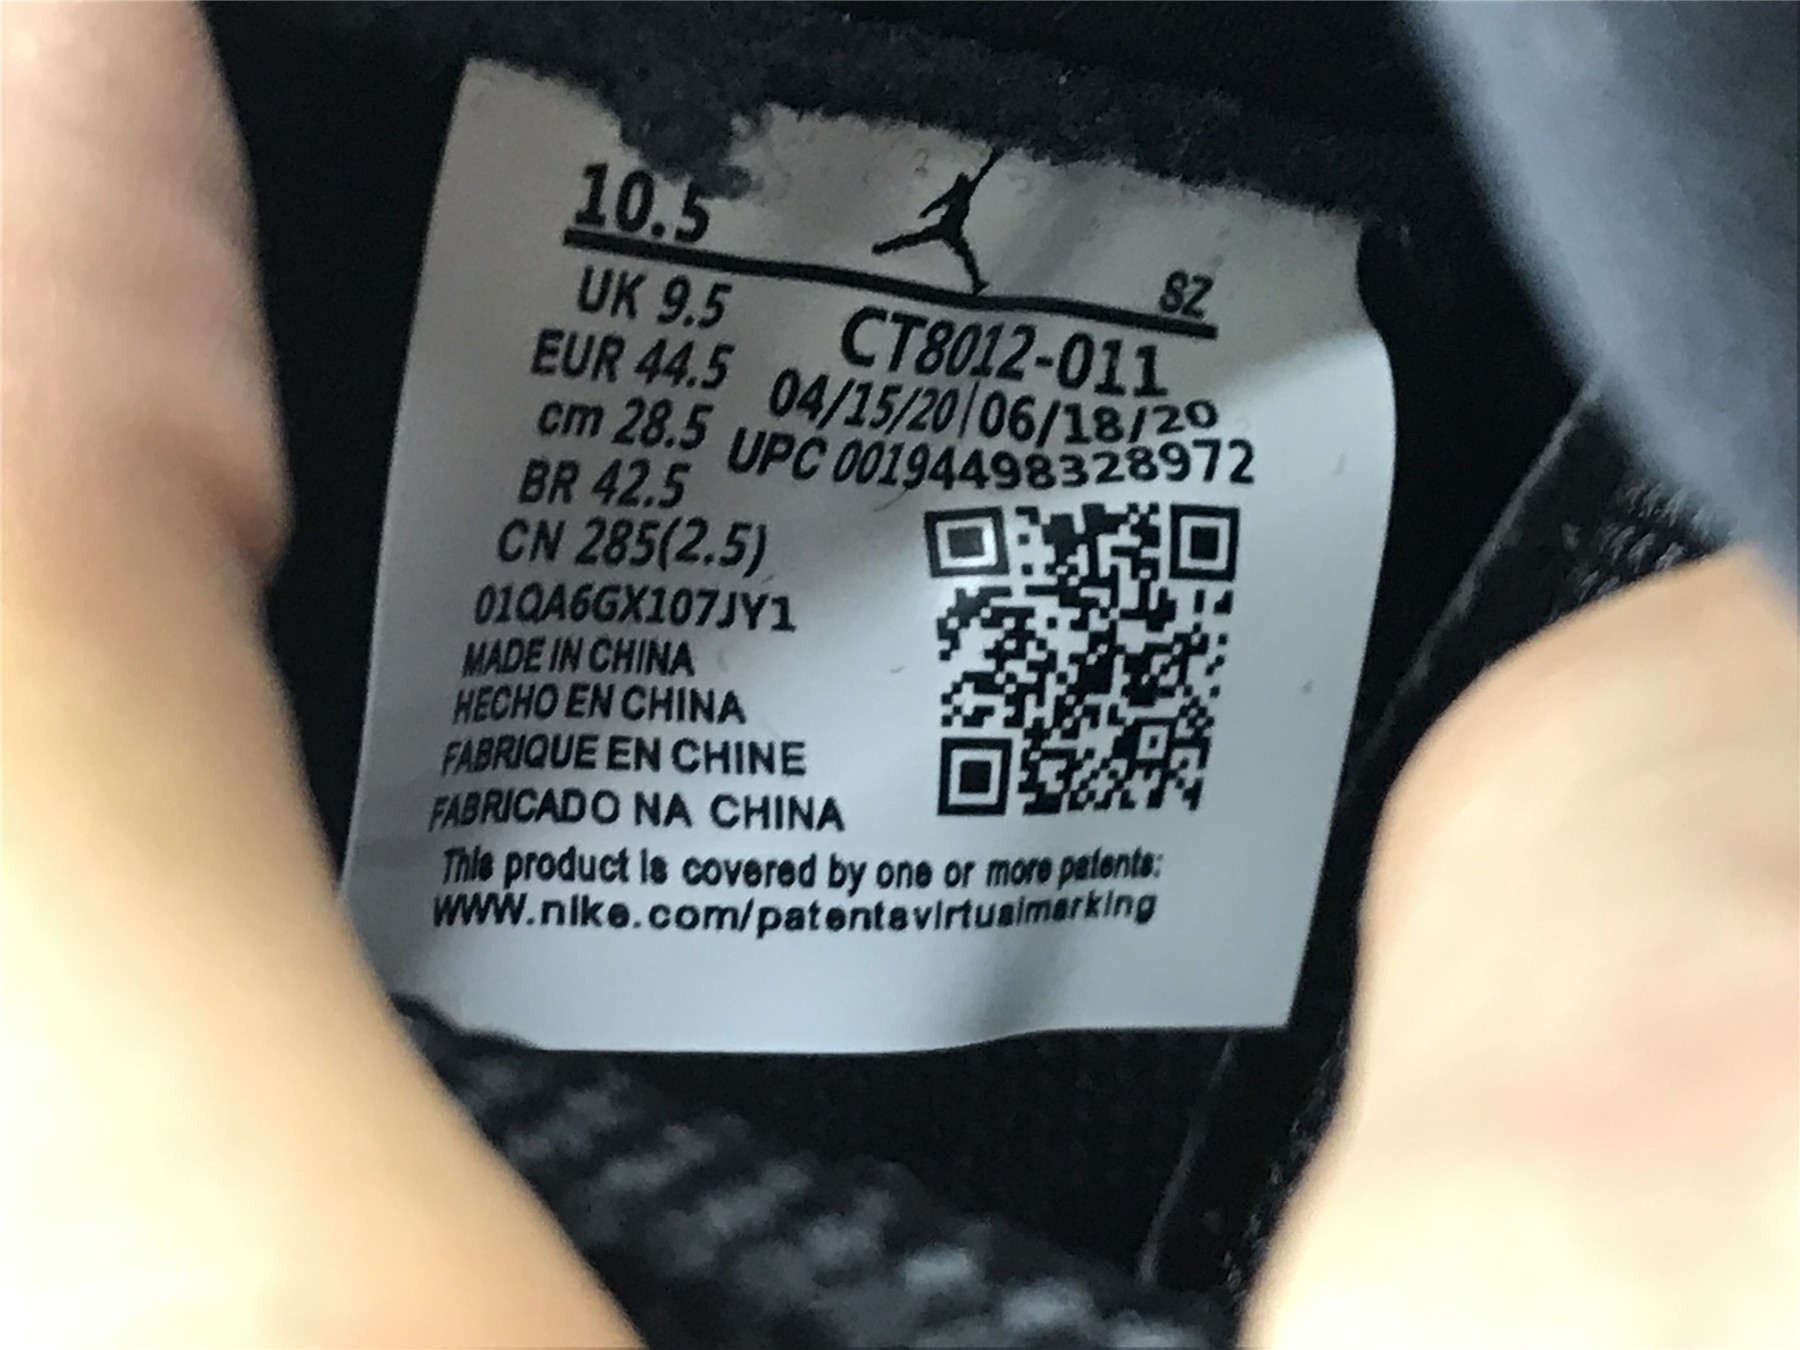 10.5
SZ
UK 9.5
EUR 44.5
cm 28.5
BR 42.5
CN 285(2.5)
CT8012-011
04/15/20|06/18/20
UPC 00194498328972
01QA6GX107JY1
MADE IN CHINA
HECHO EN CHINA
FABRIQUE EN CHINE
FABRICADO NA CHINA
This product is covered by one or more patents:
www.nike.com/patentsvirtualmarking